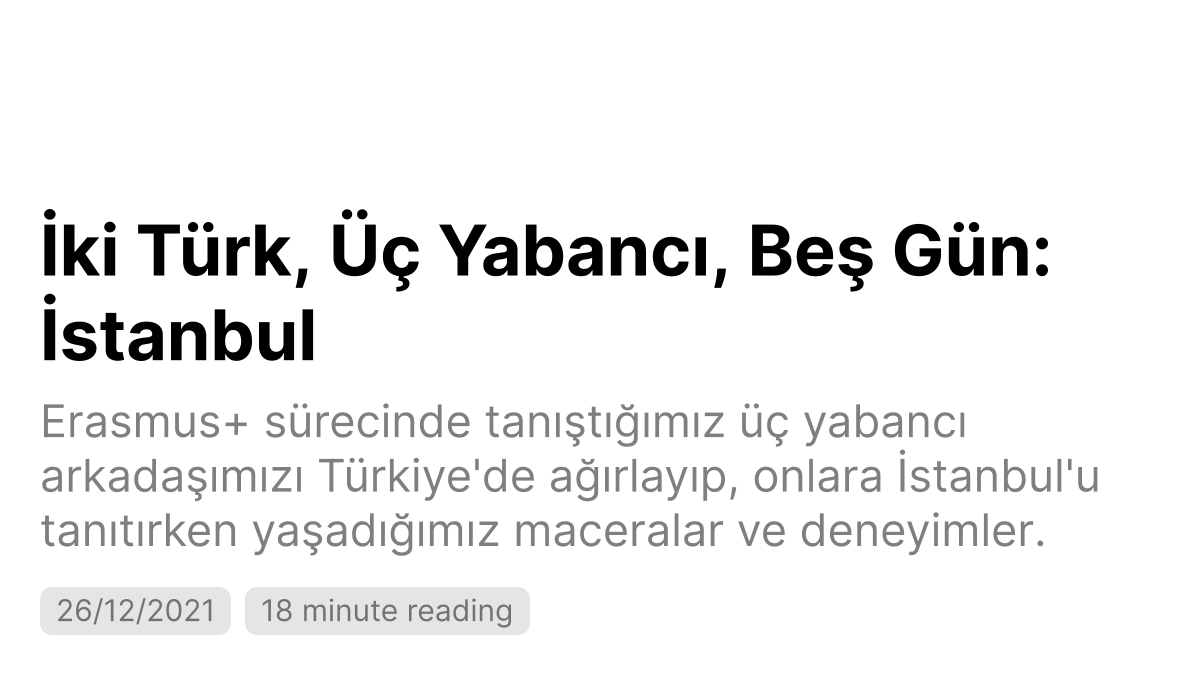 İki Türk, Üç Yabancı, Beş Gün:
İstanbul
Erasmus+ sürecinde tanıştığımız üç yabancı
arkadaşımızı Türkiye'de ağırlayıp, onlara İstanbul'u
tanıtırken yaşadığımız maceralar ve deneyimler.
26/12/2021 18 minute reading